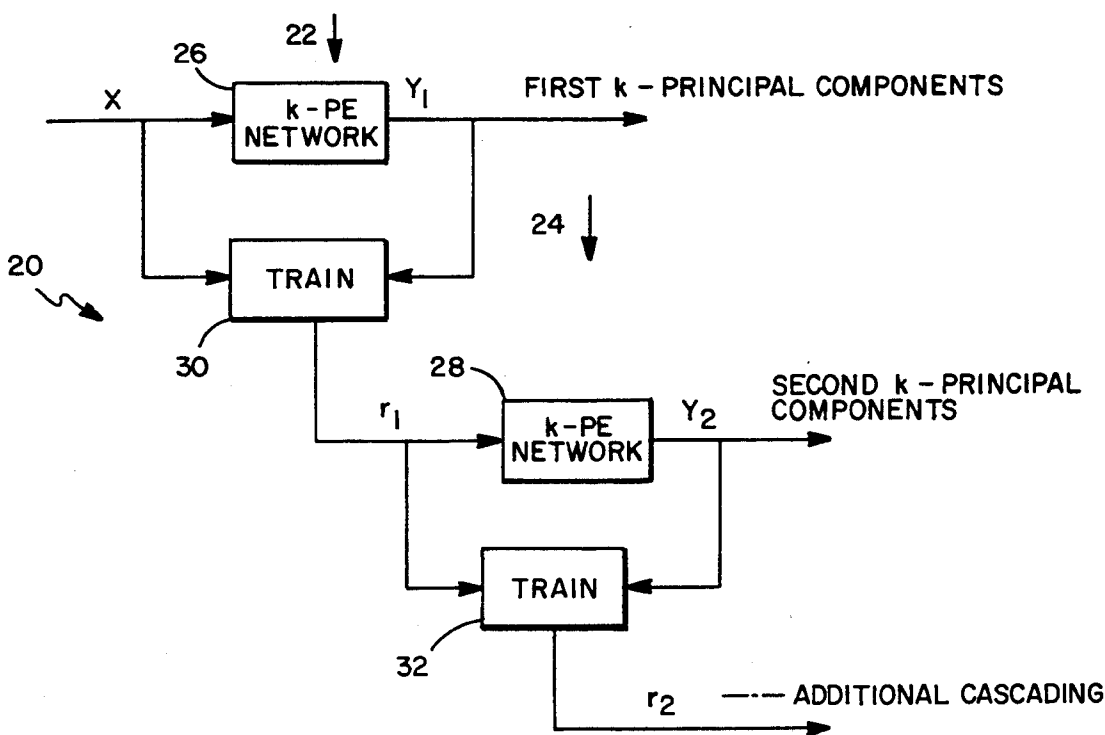 22
26
X
k-PE
NETWORK
Y1
FIRST k - PRINCIPAL COMPONENTS
24
20
TRAIN
30
28
r1
k-PE
NETWORK
Y2
SECOND k - PRINCIPAL
COMPONENTS
TRAIN
32
r2
ADDITIONAL CASCADING